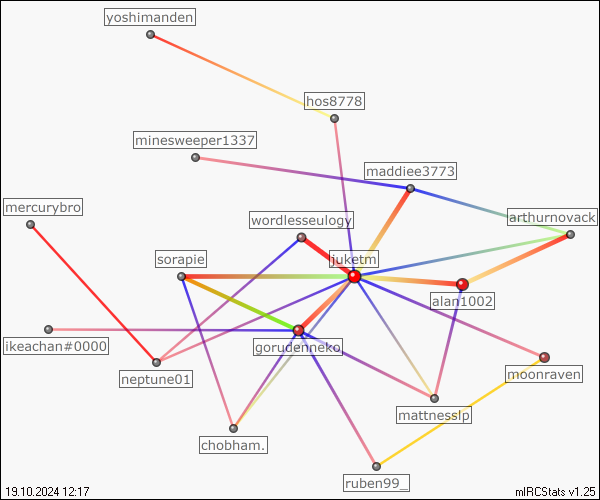 yoshimanden
hos8778
minesweeper1337
maddiee3773
mercurybro
wordlesseulogy
arthurnovack
sorapie
juketm
alan1002
ikeachan#0000
gorudenneko
neptune01
moonraven
mattnesslp
chobham.
ruben99_
19.10.2024 12:17
mIRCStats v1.25